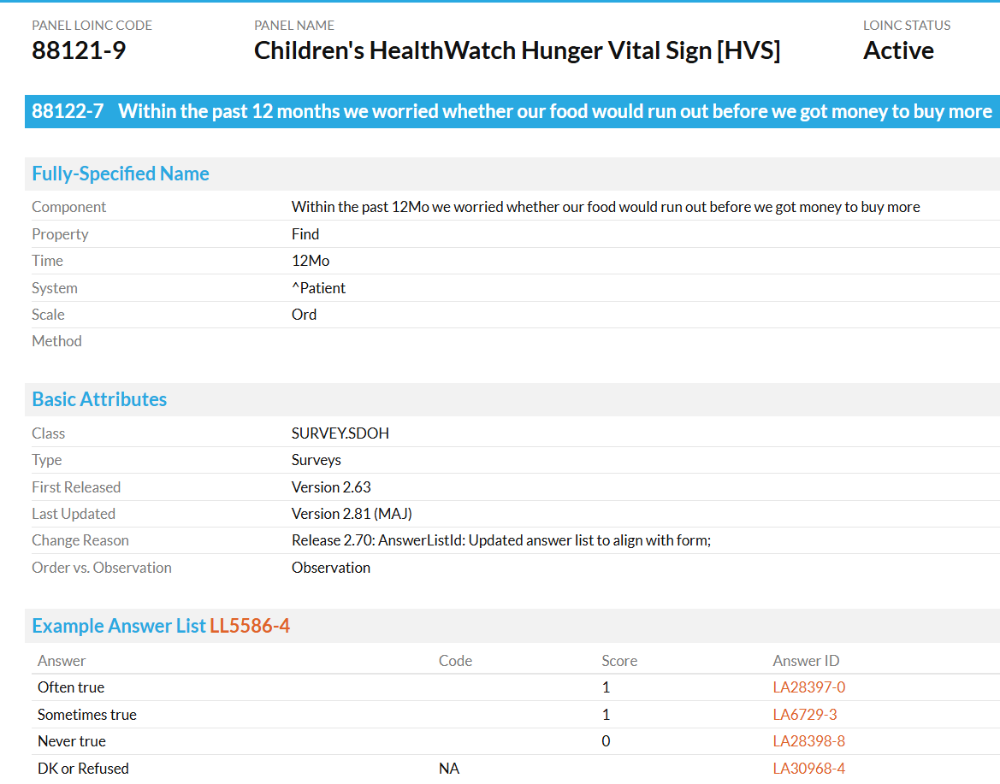 PANEL LOINC CODE PANEL NAME LOINC STATUS
88121-9 Children's HealthWatch Hunger Vital Sign [HVS] Active
88122-7 Within the past 12 months we worried whether our food would run out before we got money to buy more
Fully-Specified Name
Component Within the past 12Mo we worried whether our food would run out before we got money to buy more
Property Find
Time 12Mo
System ^Patient
Scale Ord
Method
Basic Attributes
Class SURVEY.SDOH
Type Surveys
First Released Version 2.63
Last Updated Version 2.81 (MAJ)
Change Reason Release 2.70: AnswerListId: Updated answer list to align with form;
Order vs. Observation Observation
Example Answer List LL5586-4
Answer Code Score Answer ID
Often true 1 LA28397-0
Sometimes true 1 LA6729-3
Never true 0 LA28398-8
DK or Refused NA LA30968-4